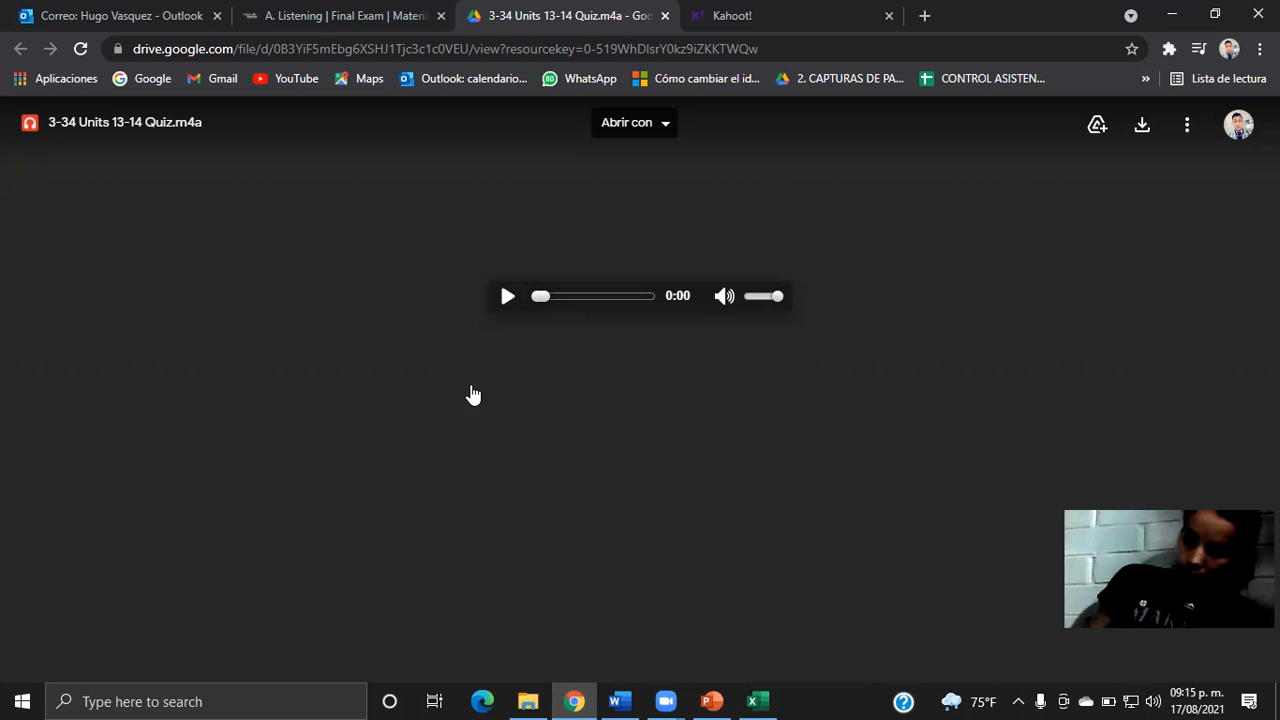 Correo: Hugo Vasquez - Outlook
A. Listening | Final Exam | Materi
3-34 Units 13-14 Quiz.m4a - Goo
Kahoot!
drive.google.com/file/d/0B3YiF5mEbg6XSHJ1Tjc3c1c0VEU/view?resourcekey=0-519WhDlsrY0kz9iZKKTWQw
Aplicaciones
Google
Gmail
YouTube
Maps
Outlook: calendario...
80
WhatsApp
Cómo cambiar el id...
2. CAPTURAS DE PA...
CONTROL ASISTEN...
»
Lista de lectura
3-34 Units 13-14 Quiz.m4a
Abrir con
0:00
Type here to search
75°F
09:15 p. m.
17/08/2021